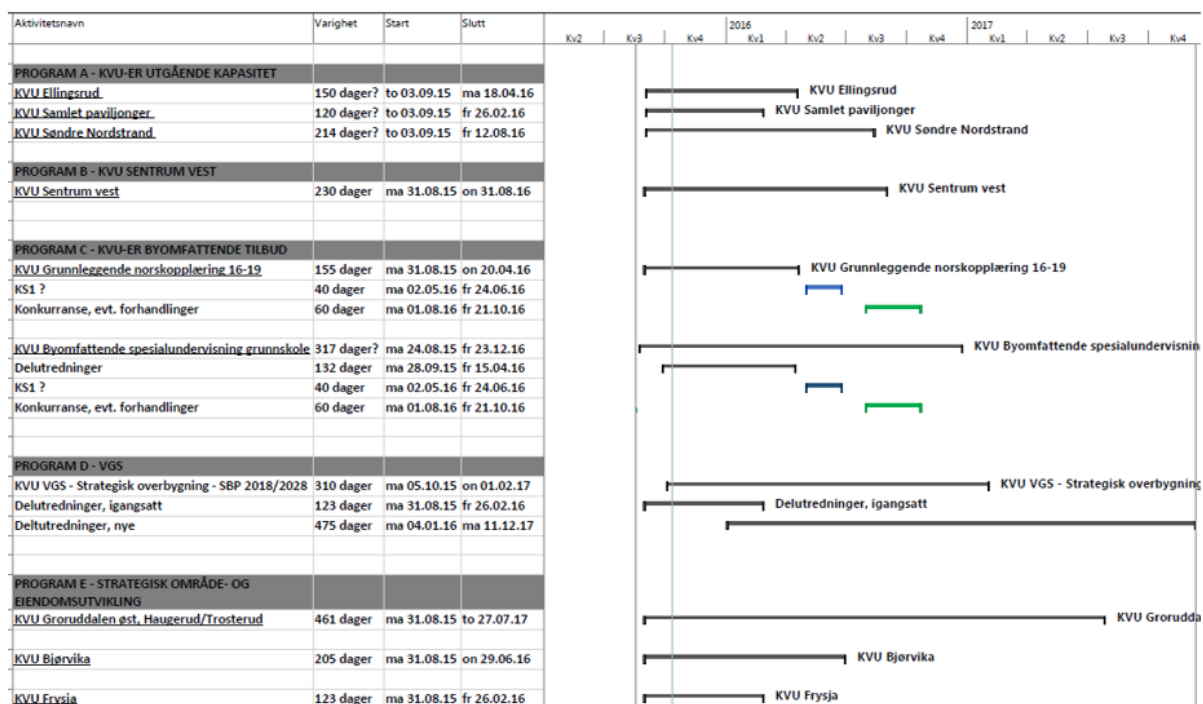 Aktivitetsnavn Varighet Start Slutt 2016 2017
Kv2 Kv3 Kv4 Kv1 Kv2 Kv3 Kv4 Kv1 Kv2 Kv3 Kv4
PROGRAM A - KVU-ER UTGÅENDE KAPASITET
KVU Ellingsrud 150 dager? to 03.09.15 ma 18.04.16 KVU Ellingsrud
KVU Samlet paviljonger 120 dager? to 03.09.15 fr 26.02.16 KVU Samlet paviljonger
KVU Søndre Nordstrand 214 dager? to 03.09.15 fr 12.08.16 KVU Søndre Nordstrand
PROGRAM B - KVU SENTRUM VEST
KVU Sentrum vest 230 dager ma 31.08.15 on 31.08.16 KVU Sentrum vest
PROGRAM C - KVU-ER BYOMFATTENDE TILBUD
KVU Grunnleggende norskopplæring 16-19 155 dager ma 31.08.15 on 20.04.16 KVU Grunnleggende norskopplæring 16-19
KS1 ? 40 dager ma 02.05.16 fr 24.06.16
Konkurranse, evt. forhandlinger 60 dager ma 01.08.16 fr 21.10.16
KVU Byomfattende spesialundervisning grunnskole 317 dager? ma 24.08.15 fr 23.12.16 KVU Byomfattende spesialundervisnin
Delutredninger 132 dager ma 28.09.15 fr 15.04.16
KS1 ? 40 dager ma 02.05.16 fr 24.06.16
Konkurranse, evt. forhandlinger 60 dager ma 01.08.16 fr 21.10.16
PROGRAM D - VGS
KVU VGS - Strategisk overbygning - SBP 2018/2028 310 dager ma 05.10.15 on 01.02.17 KVU VGS - Strategisk overbygning
Delutredninger, igangsatt 123 dager ma 31.08.15 fr 26.02.16 Delutredninger, igangsatt
Deltutredninger, nye 475 dager ma 04.01.16 ma 11.12.17
PROGRAM E - STRATEGISK OMRÅDE- OG
EIENDOMSUTVIKLING
KVU Groruddalen øst, Haugerud/Trosterud 461 dager ma 31.08.15 to 27.07.17 KVU Grorudda
KVU Bjørvika 205 dager ma 31.08.15 on 29.06.16 KVU Bjørvika
KVU Frysja 123 dager ma 31.08.15 fr 26.02.16 KVU Frysja